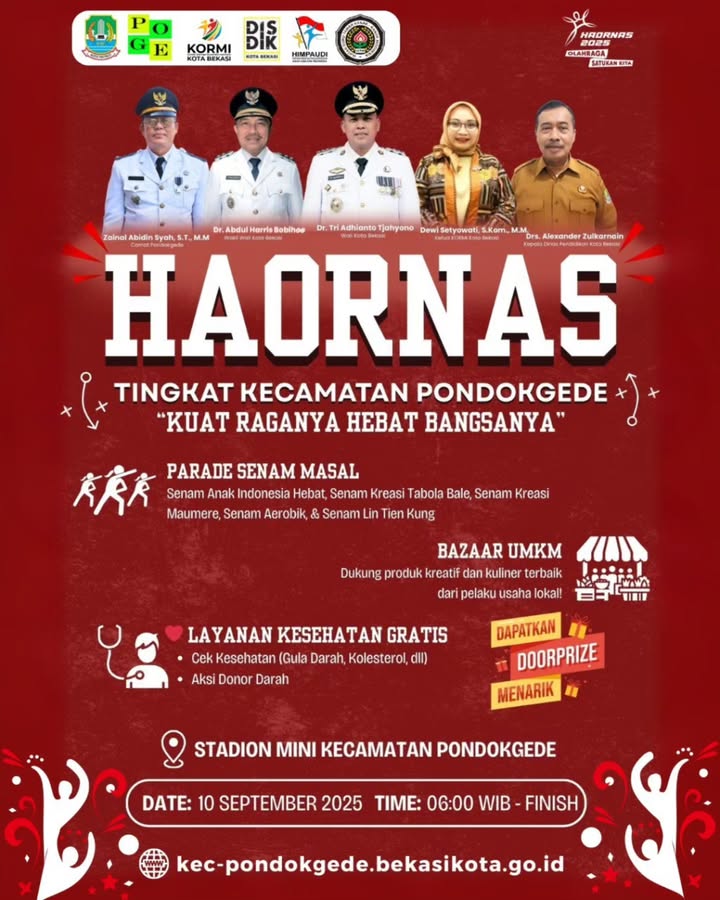 P O
G E
KORMI
KOTA BEKASI
DIS
DIK
KOTA BEKASI
HIMPAUDI
HAORNAS
2025
OLAHRAGA
SATUKAN KITA
Zainal Abidin Syah, S.T., M.M
Camat Pondokgede
Dr. Abdul Harris Bobihoe
Wakil Wali Kota Bekasi
Dr. Tri Adhianto Tjahyono
Wali Kota Bekasi
Dewi Setyowati, S.Kom., M.M.
Ketua KORMI Kota Bekasi
Drs. Alexander Zulkarnain
Kepala Dinas Pendidikan Kota Bekasi
HAORNAS
TINGKAT KECAMATAN PONDOKGEDE
“KUAT RAGANYA HEBAT BANGSANYA”
PARADE SENAM MASAL
Senam Anak Indonesia Hebat, Senam Kreasi Tabola Bale, Senam Kreasi
Maumere, Senam Aerobik, & Senam Lin Tien Kung
BAZAAR UMKM
Dukung produk kreatif dan kuliner terbaik
dari pelaku usaha lokal!
LAYANAN KESEHATAN GRATIS
• Cek Kesehatan (Gula Darah, Kolesterol, dll)
• Aksi Donor Darah
DAPATKAN
DOORPRIZE
MENARIK
STADION MINI KECAMATAN PONDOKGEDE
DATE: 10 SEPTEMBER 2025 TIME: 06:00 WIB - FINISH
kec-pondokgede.bekasikota.go.id